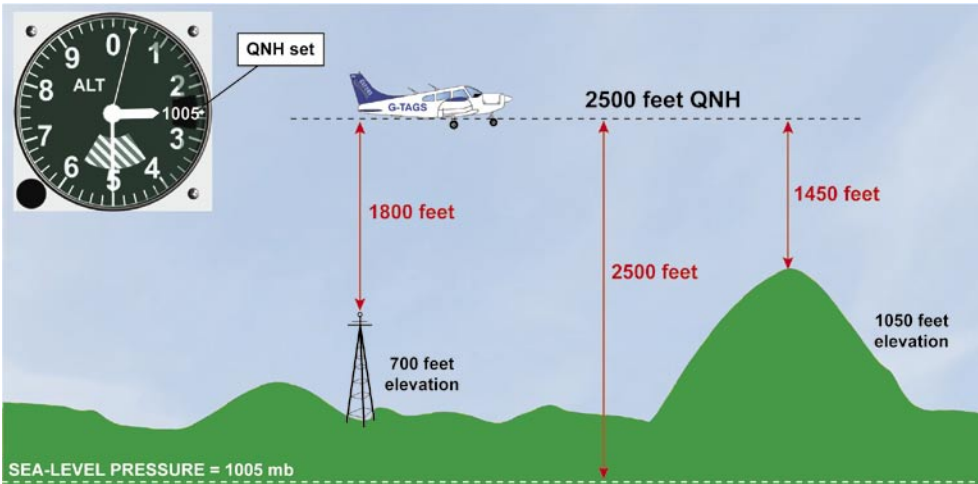 0
1
2
3
4
5
6
7
8
9
ALT
1005
QNH set
G-TAGS
2500 feet QNH
1800 feet
2500 feet
1450 feet
700 feet
elevation
1050 feet
elevation
SEA-LEVEL PRESSURE = 1005 mb